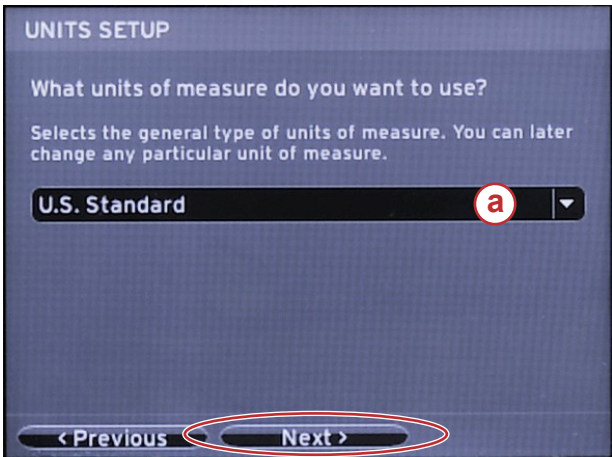 UNITS SETUP
What units of measure do you want to use?
Selects the general type of units of measure. You can later
change any particular unit of measure.
U.S. Standard
a
< Previous
Next >